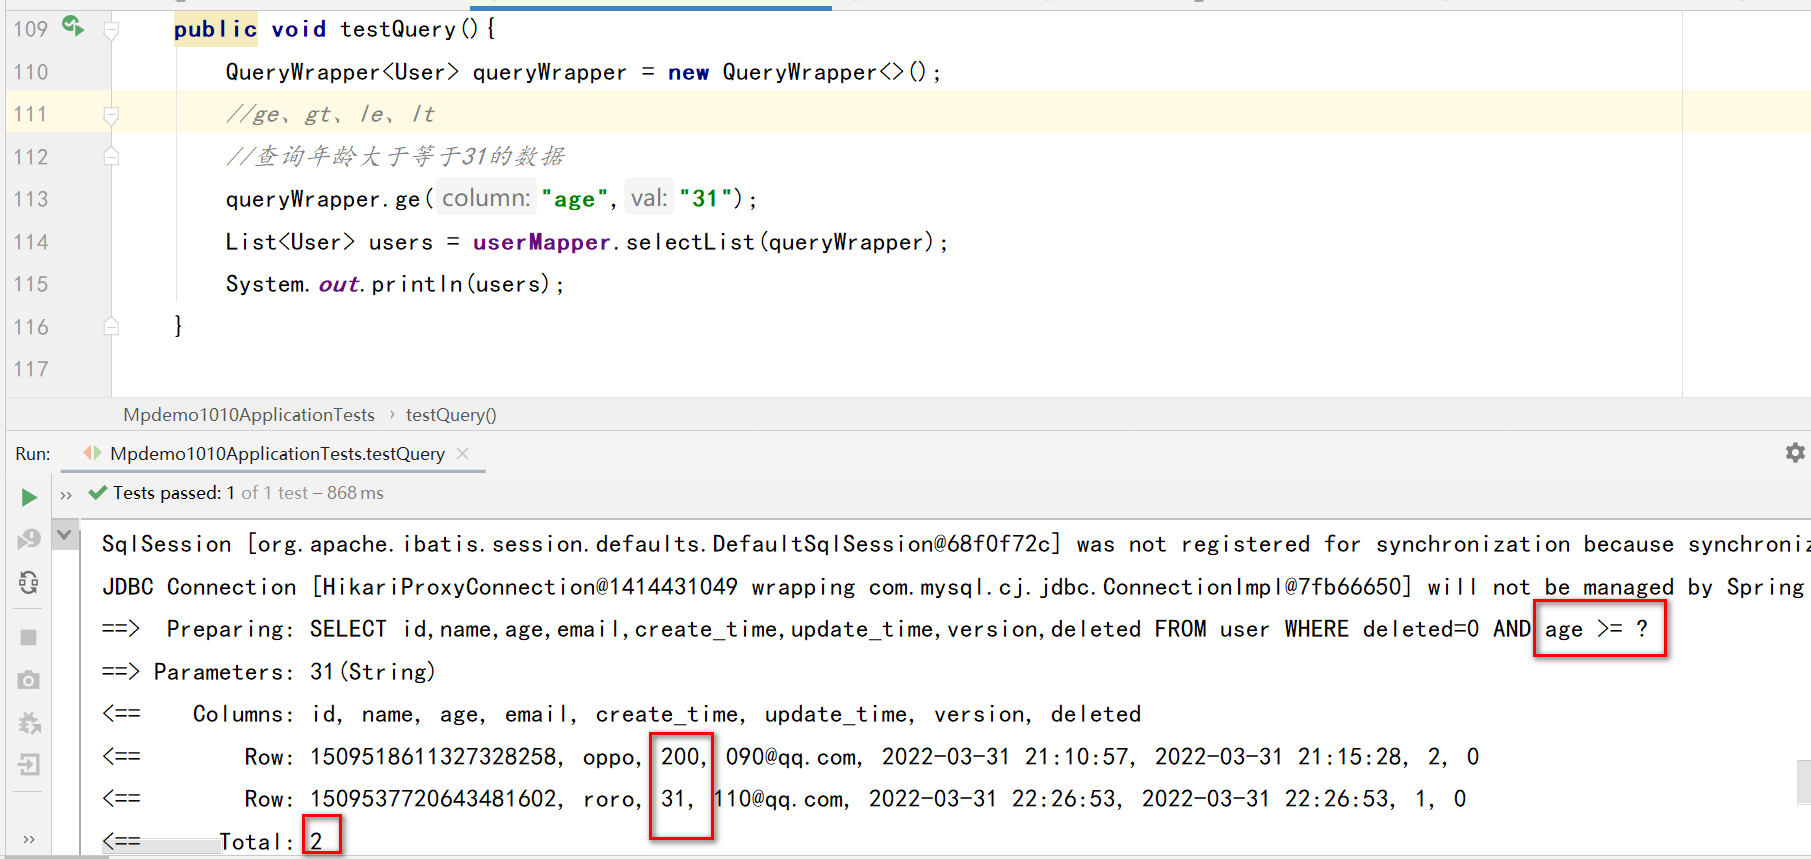 109 public void testQuery(){
110 QueryWrapper<User> queryWrapper = new QueryWrapper<>();
111 //ge、gt、le、lt
112 //查询年龄大于等于31的数据
113 queryWrapper.ge( column: "age", val: "31");
114 List<User> users = userMapper.selectList(queryWrapper);
115 System.out.println(users);
116 }
117
Mpdemo1010ApplicationTests › testQuery()
Run: Mpdemo1010ApplicationTests.testQuery ×
» Tests passed: 1 of 1 test – 868 ms
SqlSession [org.apache.ibatis.session.defaults.DefaultSqlSession@68f0f72c] was not registered for synchronization because synchroni
JDBC Connection [HikariProxyConnection@1414431049 wrapping com.mysql.cj.jdbc.ConnectionImpl@7fb66650] will not be managed by Spring
==> Preparing: SELECT id,name,age,email,create_time,update_time,version,deleted FROM user WHERE deleted=0 AND age >= ?
==> Parameters: 31(String)
<== Columns: id, name, age, email, create_time, update_time, version, deleted
<== Row: 1509518611327328258, oppo, 200, 090@qq.com, 2022-03-31 21:10:57, 2022-03-31 21:15:28, 2, 0
<== Row: 1509537720643481602, roro, 31, 110@qq.com, 2022-03-31 22:26:53, 2022-03-31 22:26:53, 1, 0
» <== Total: 2